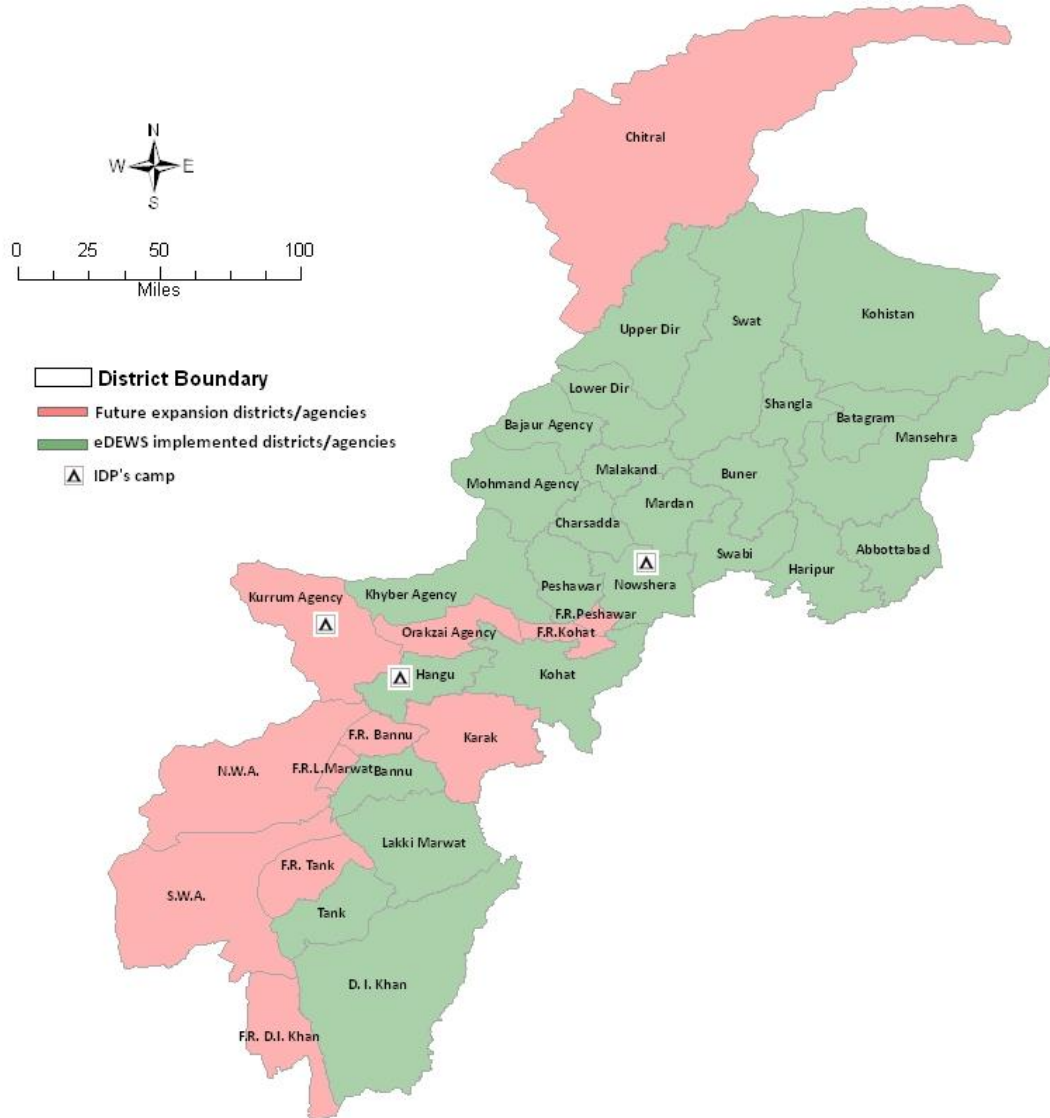 N
W E
S
0 25 50 100
Miles
District Boundary
Future expansion districts/agencies
eDEWS implemented districts/agencies
IDP's camp
Chitral
Upper Dir
Swat
Kohistan
Lower Dir
Shangla
Batagram
Bajaur Agency
Mansehra
Malakand
Buner
Mohmand Agency
Mardan
Charsadda
Swabi
Abbottabad
Haripur
Peshawar
Nowshera
Khyber Agency
Kurrum Agency
F.R.Peshawar
Orakzai Agency
F.R.Kohat
Hangu
Kohat
F.R. Bannu
Karak
N.W.A.
F.R.L.Marwat
Bannu
Lakki Marwat
F.R. Tank
S.W.A.
Tank
D. I. Khan
F.R. D.I. Khan